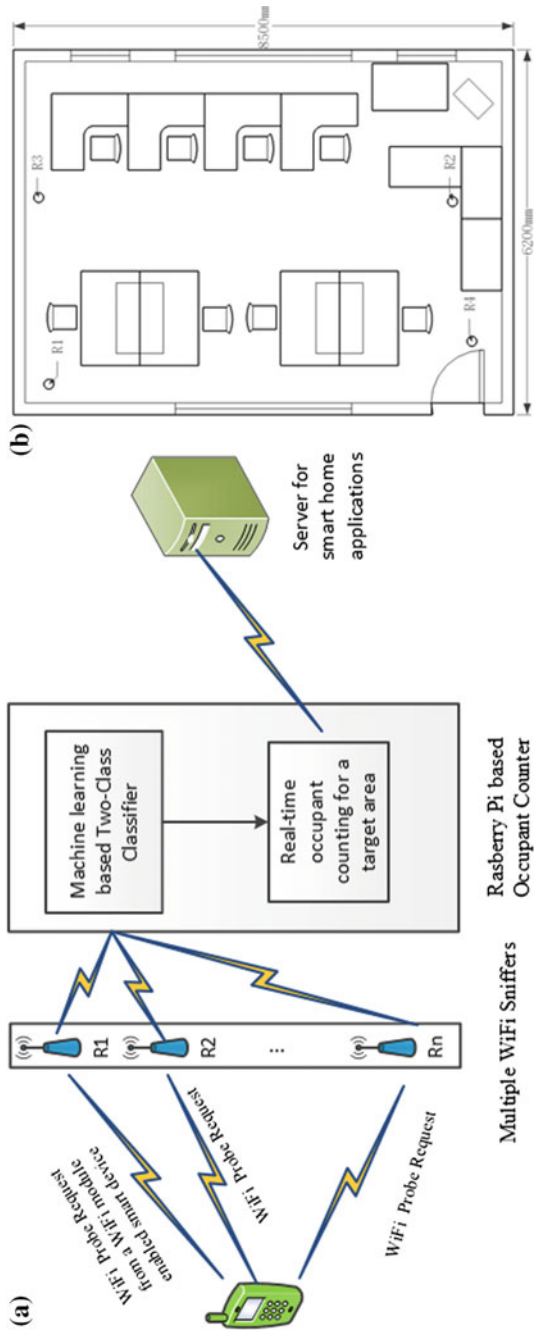 (a)
WiFi Probe Request
from a WiFi module
enabled smart device
WiFi Probe Request
WiFi Probe Request
R1
R2
...
Rn
Multiple WiFi Sniffers
Machine learning
based Two-Class
Classifier
Real-time
occupant
counting for a
target area
Rasberry Pi based
Occupant Counter
Server for
smart home
applications
(b)
R1
R3
R4
R2
8500mm
6200mm